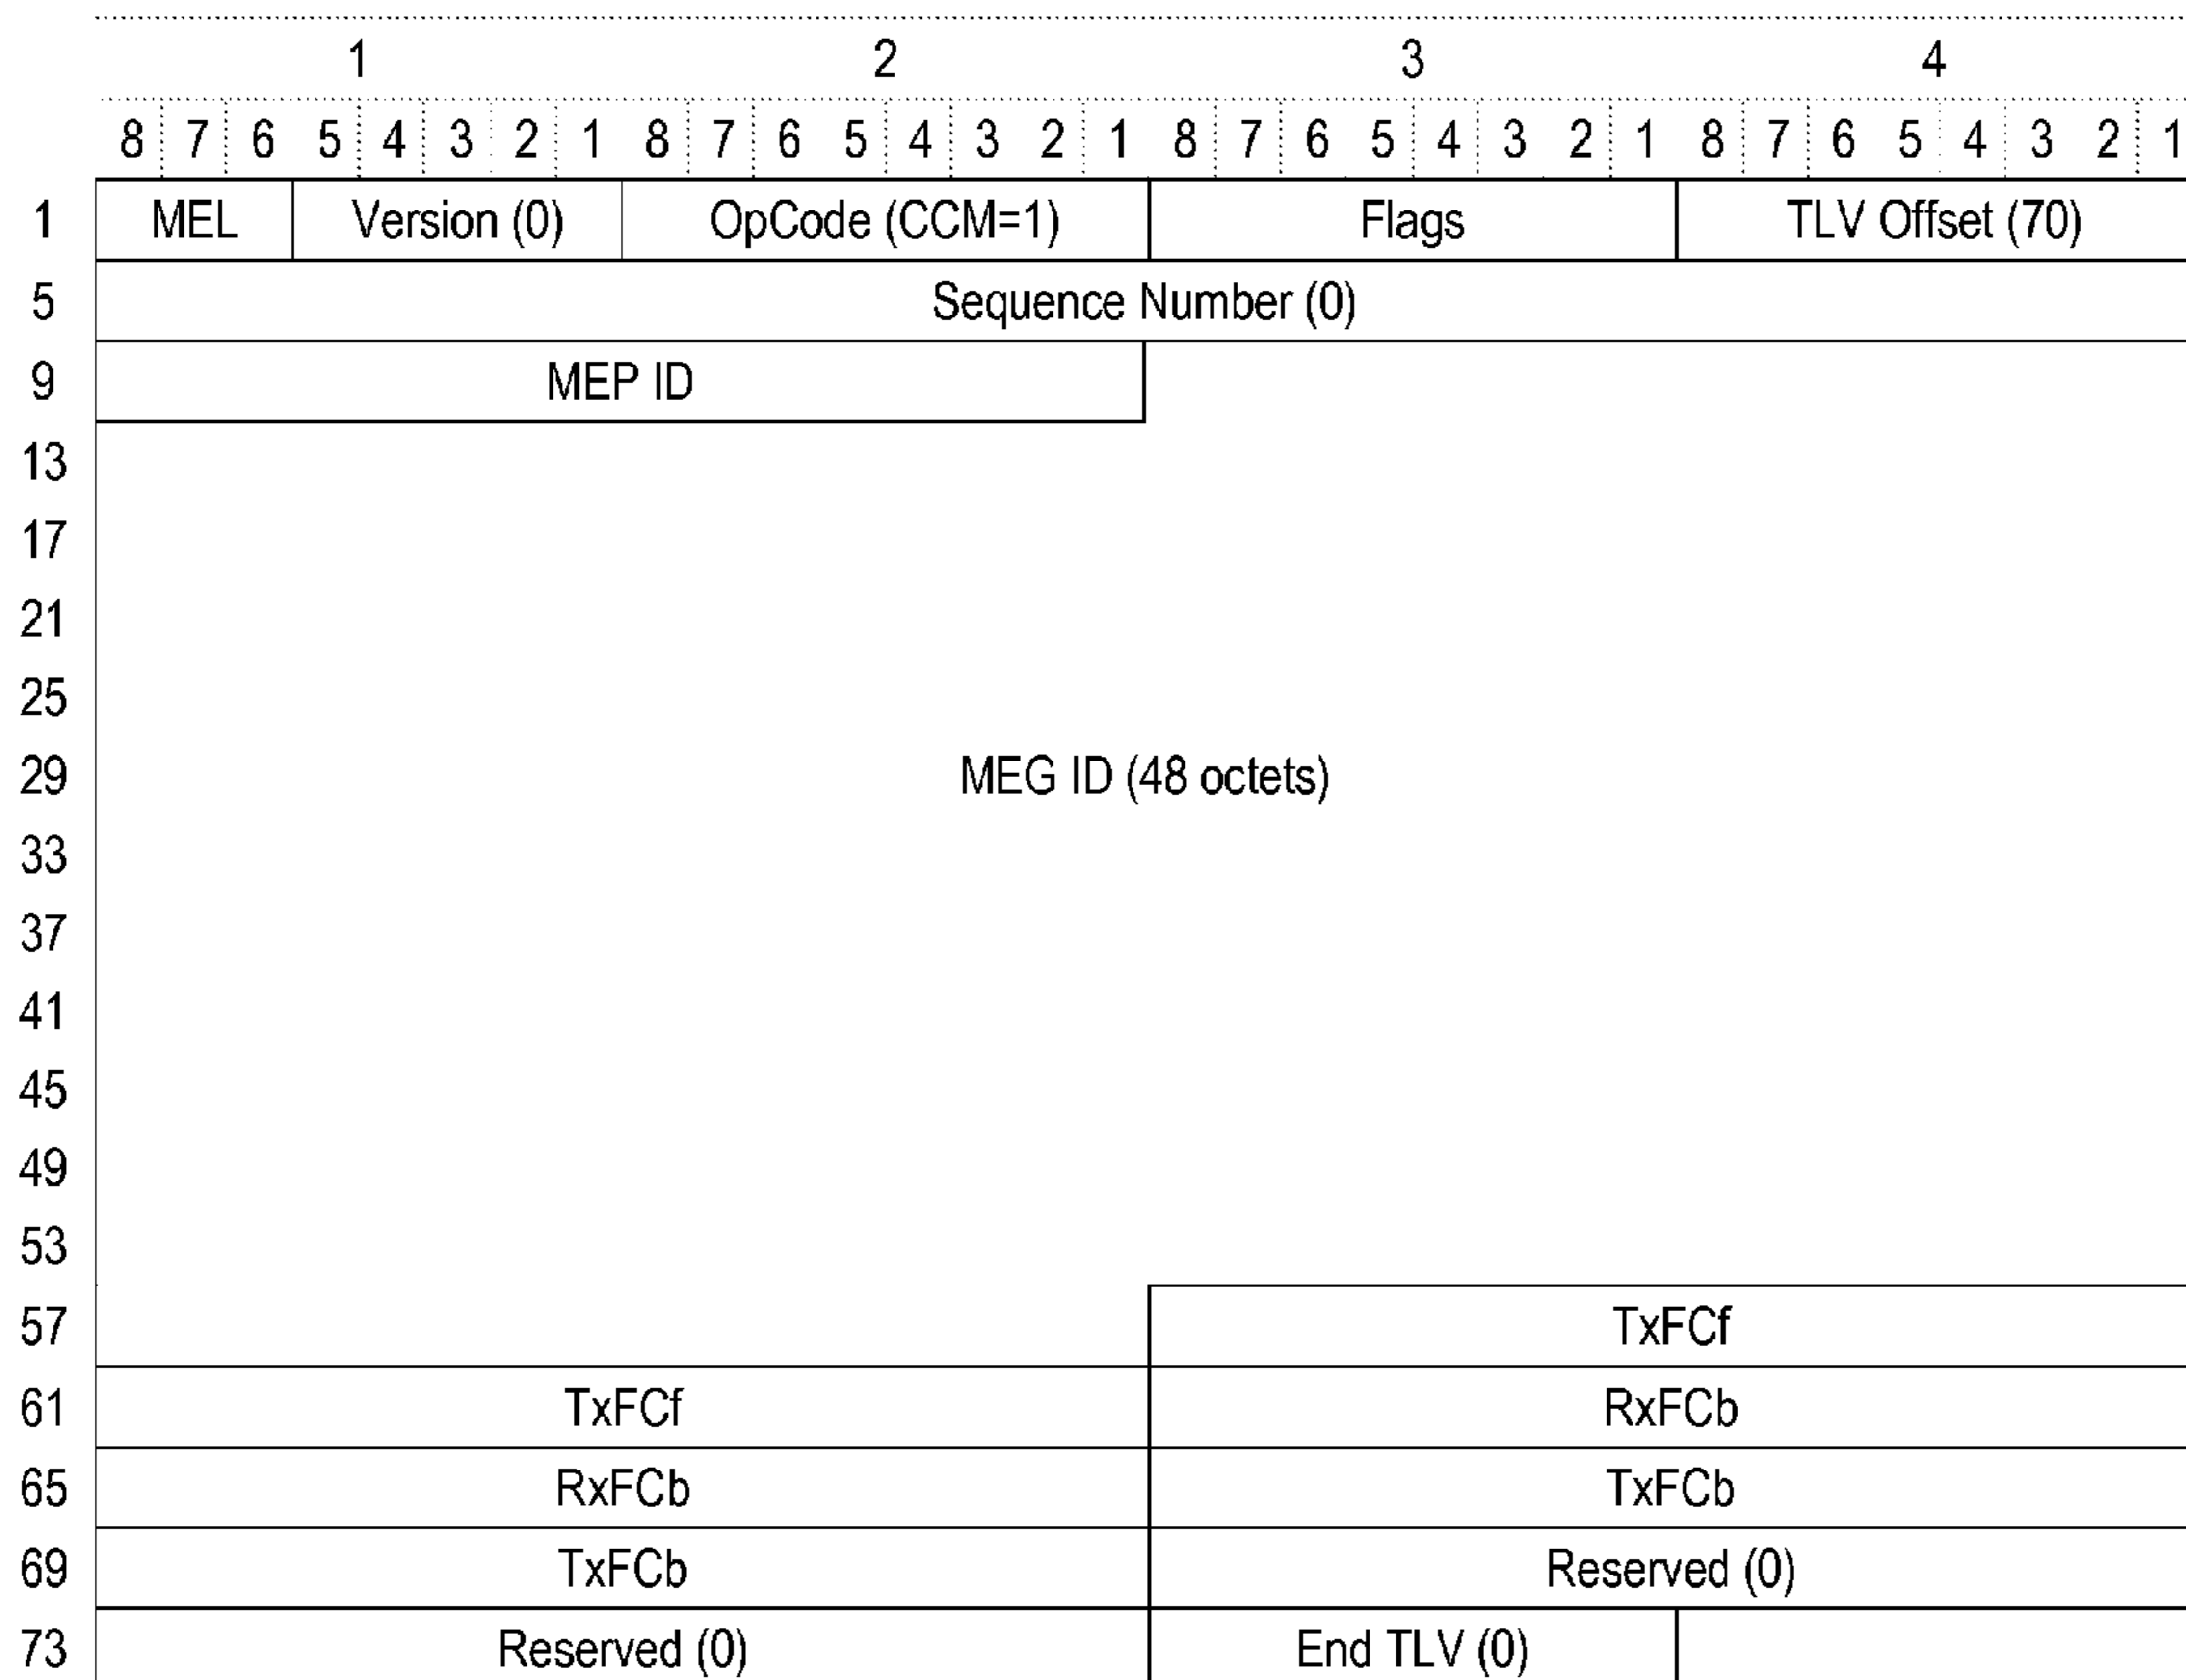 1 2 3 4
8 7 6 5 4 3 2 1 8 7 6 5 4 3 2 1 8 7 6 5 4 3 2 1 8 7 6 5 4 3 2 1
1 MEL Version (0) OpCode (CCM=1) Flags TLV Offset (70)
5 Sequence Number (0)
9 MEP ID
13
17
21
25
29 MEG ID (48 octets)
33
37
41
45
49
53
57 TxFCf
61 TxFCf RxFCb
65 RxFCb TxFCb
69 TxFCb Reserved (0)
73 Reserved (0) End TLV (0)